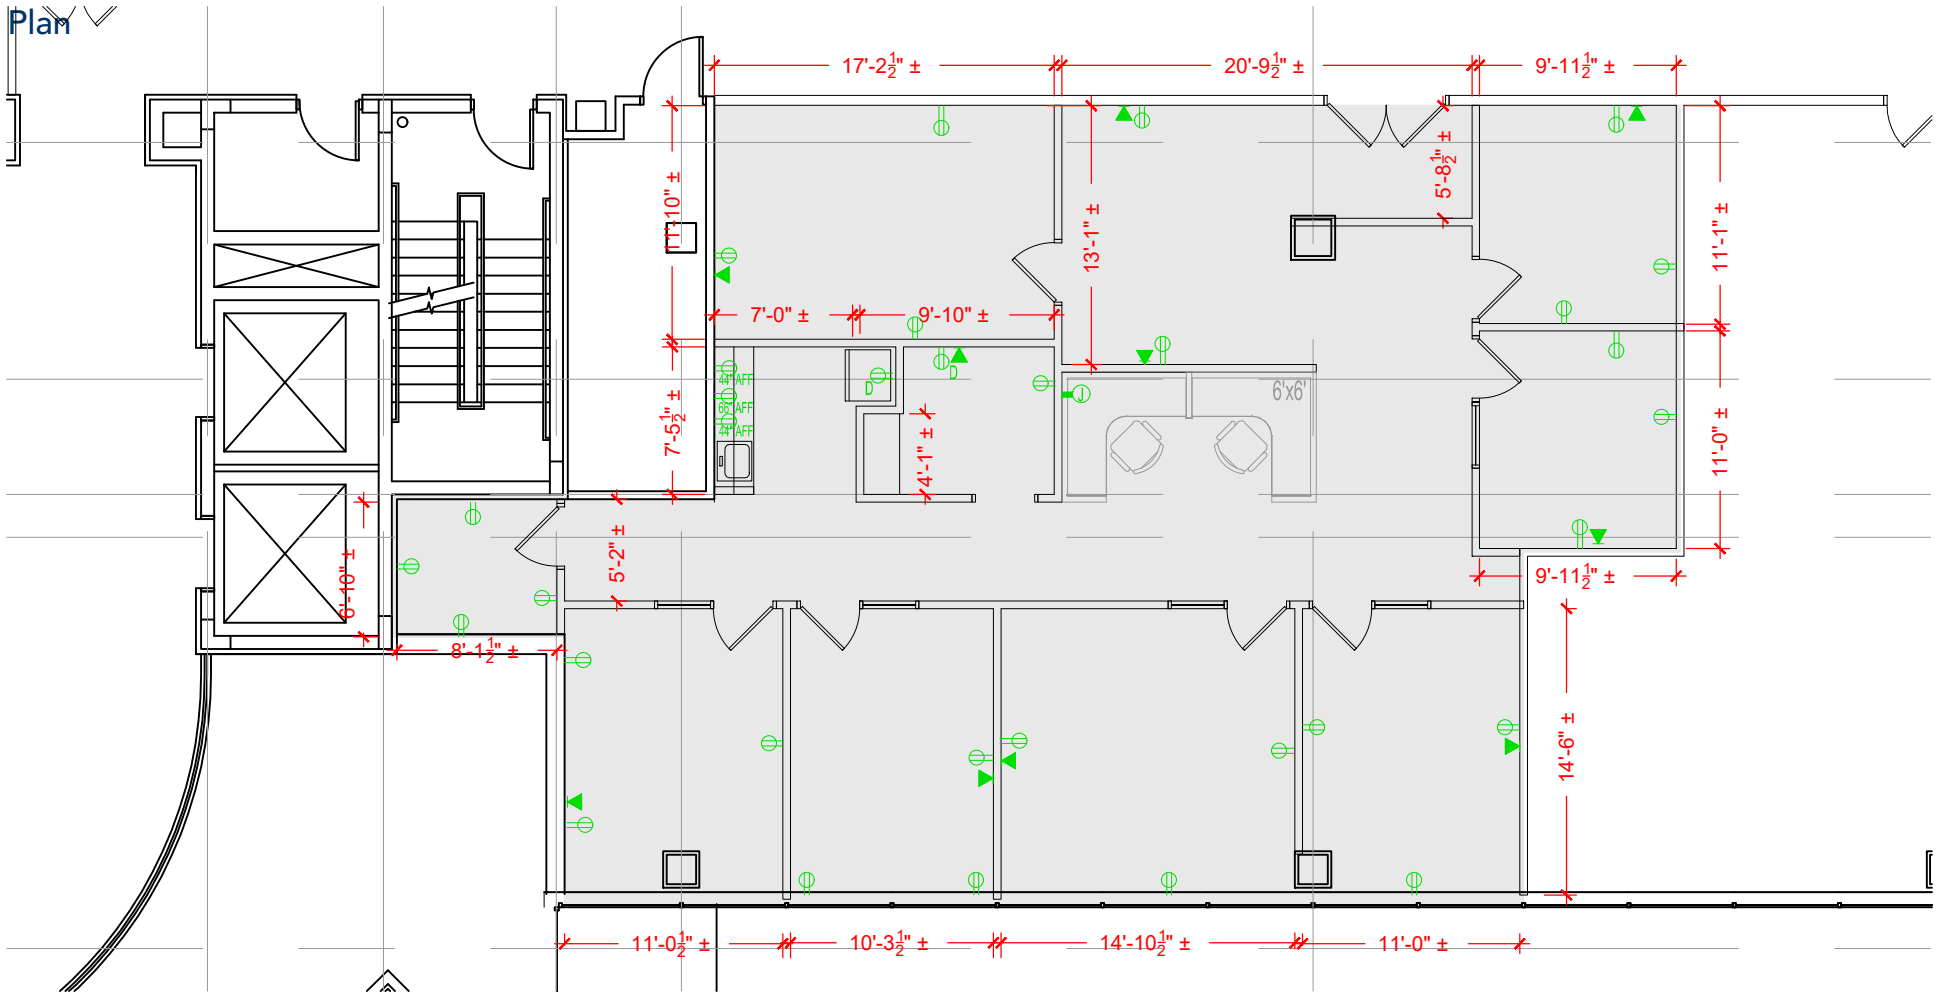 Plan
17'-2½" ±
20'-9½" ±
9'-11½" ±
5'-8½" ±
11'-10" ±
13'-1" ±
11'-1" ±
7'-0" ±
9'-10" ±
44" AFF
D
D
6'x6'
J
66" AFF
44" AFF
7'-5½" ±
4'-1" ±
11'-0" ±
5'-2" ±
6'-10" ±
9'-11½" ±
8'-1½" ±
14'-6" ±
11'-0½" ±
10'-3½" ±
14'-10½" ±
11'-0" ±